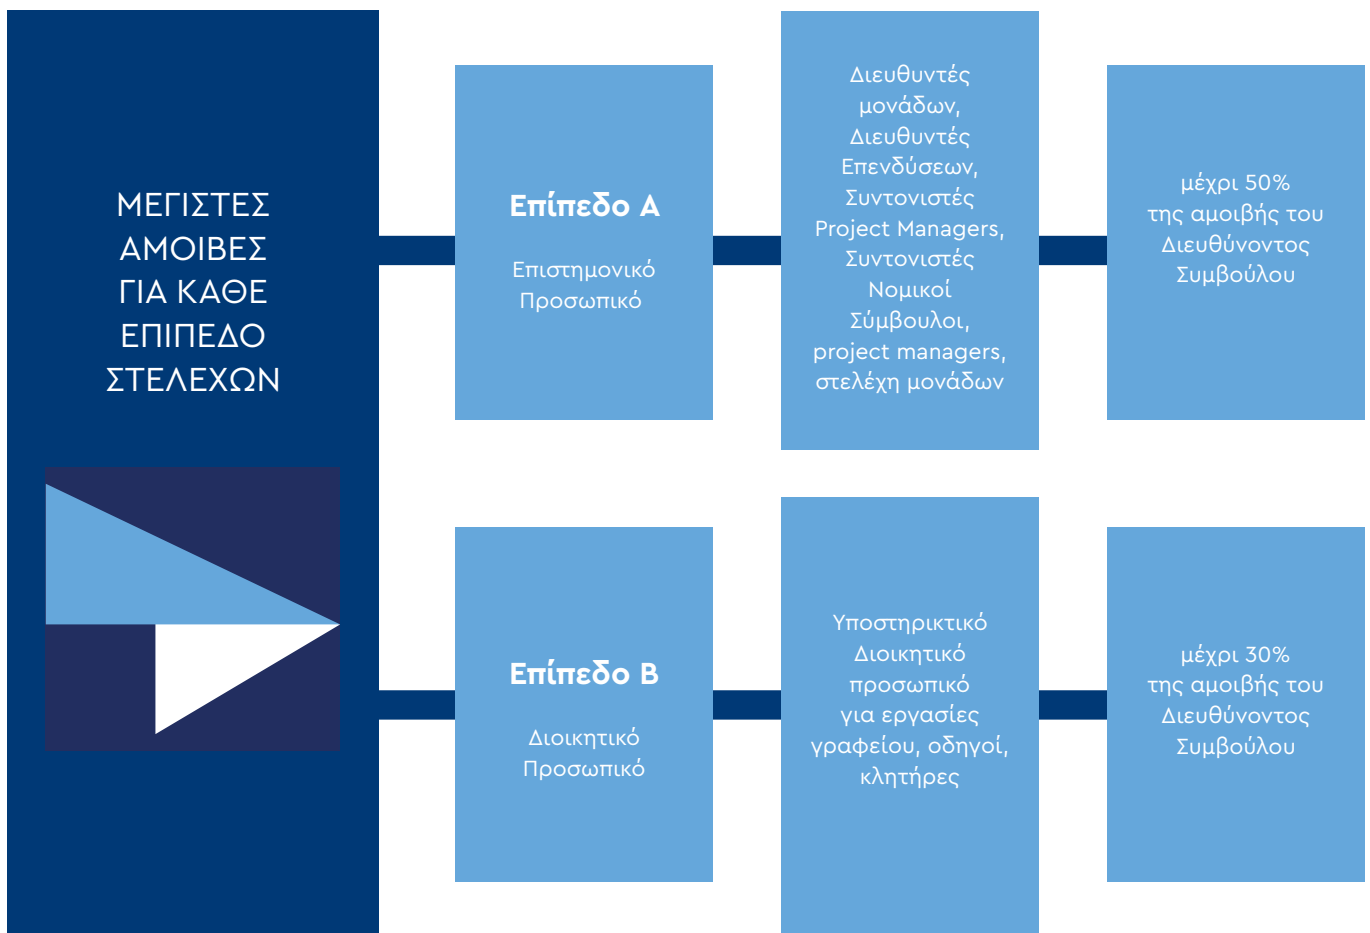 ΜΕΓΙΣΤΕΣ
ΑΜΟΙΒΕΣ
ΓΙΑ ΚΑΘΕ
ΕΠΙΠΕΔΟ
ΣΤΕΛΕΧΩΝ
Επίπεδο Α
Επιστημονικό
Προσωπικό
Διευθυντές
μονάδων,
Διευθυντές
Επενδύσεων,
Συντονιστές
Project Managers,
Συντονιστές
Νομικοί
Σύμβουλοι,
project managers,
στελέχη μονάδων
μέχρι 50%
της αμοιβής του
Διευθύνοντος
Συμβούλου
Επίπεδο Β
Διοικητικό
Προσωπικό
Υποστηρικτικό
Διοικητικό
προσωπικό
για εργασίες
γραφείου, οδηγοί,
κλητήρες
μέχρι 30%
της αμοιβής του
Διευθύνοντος
Συμβούλου